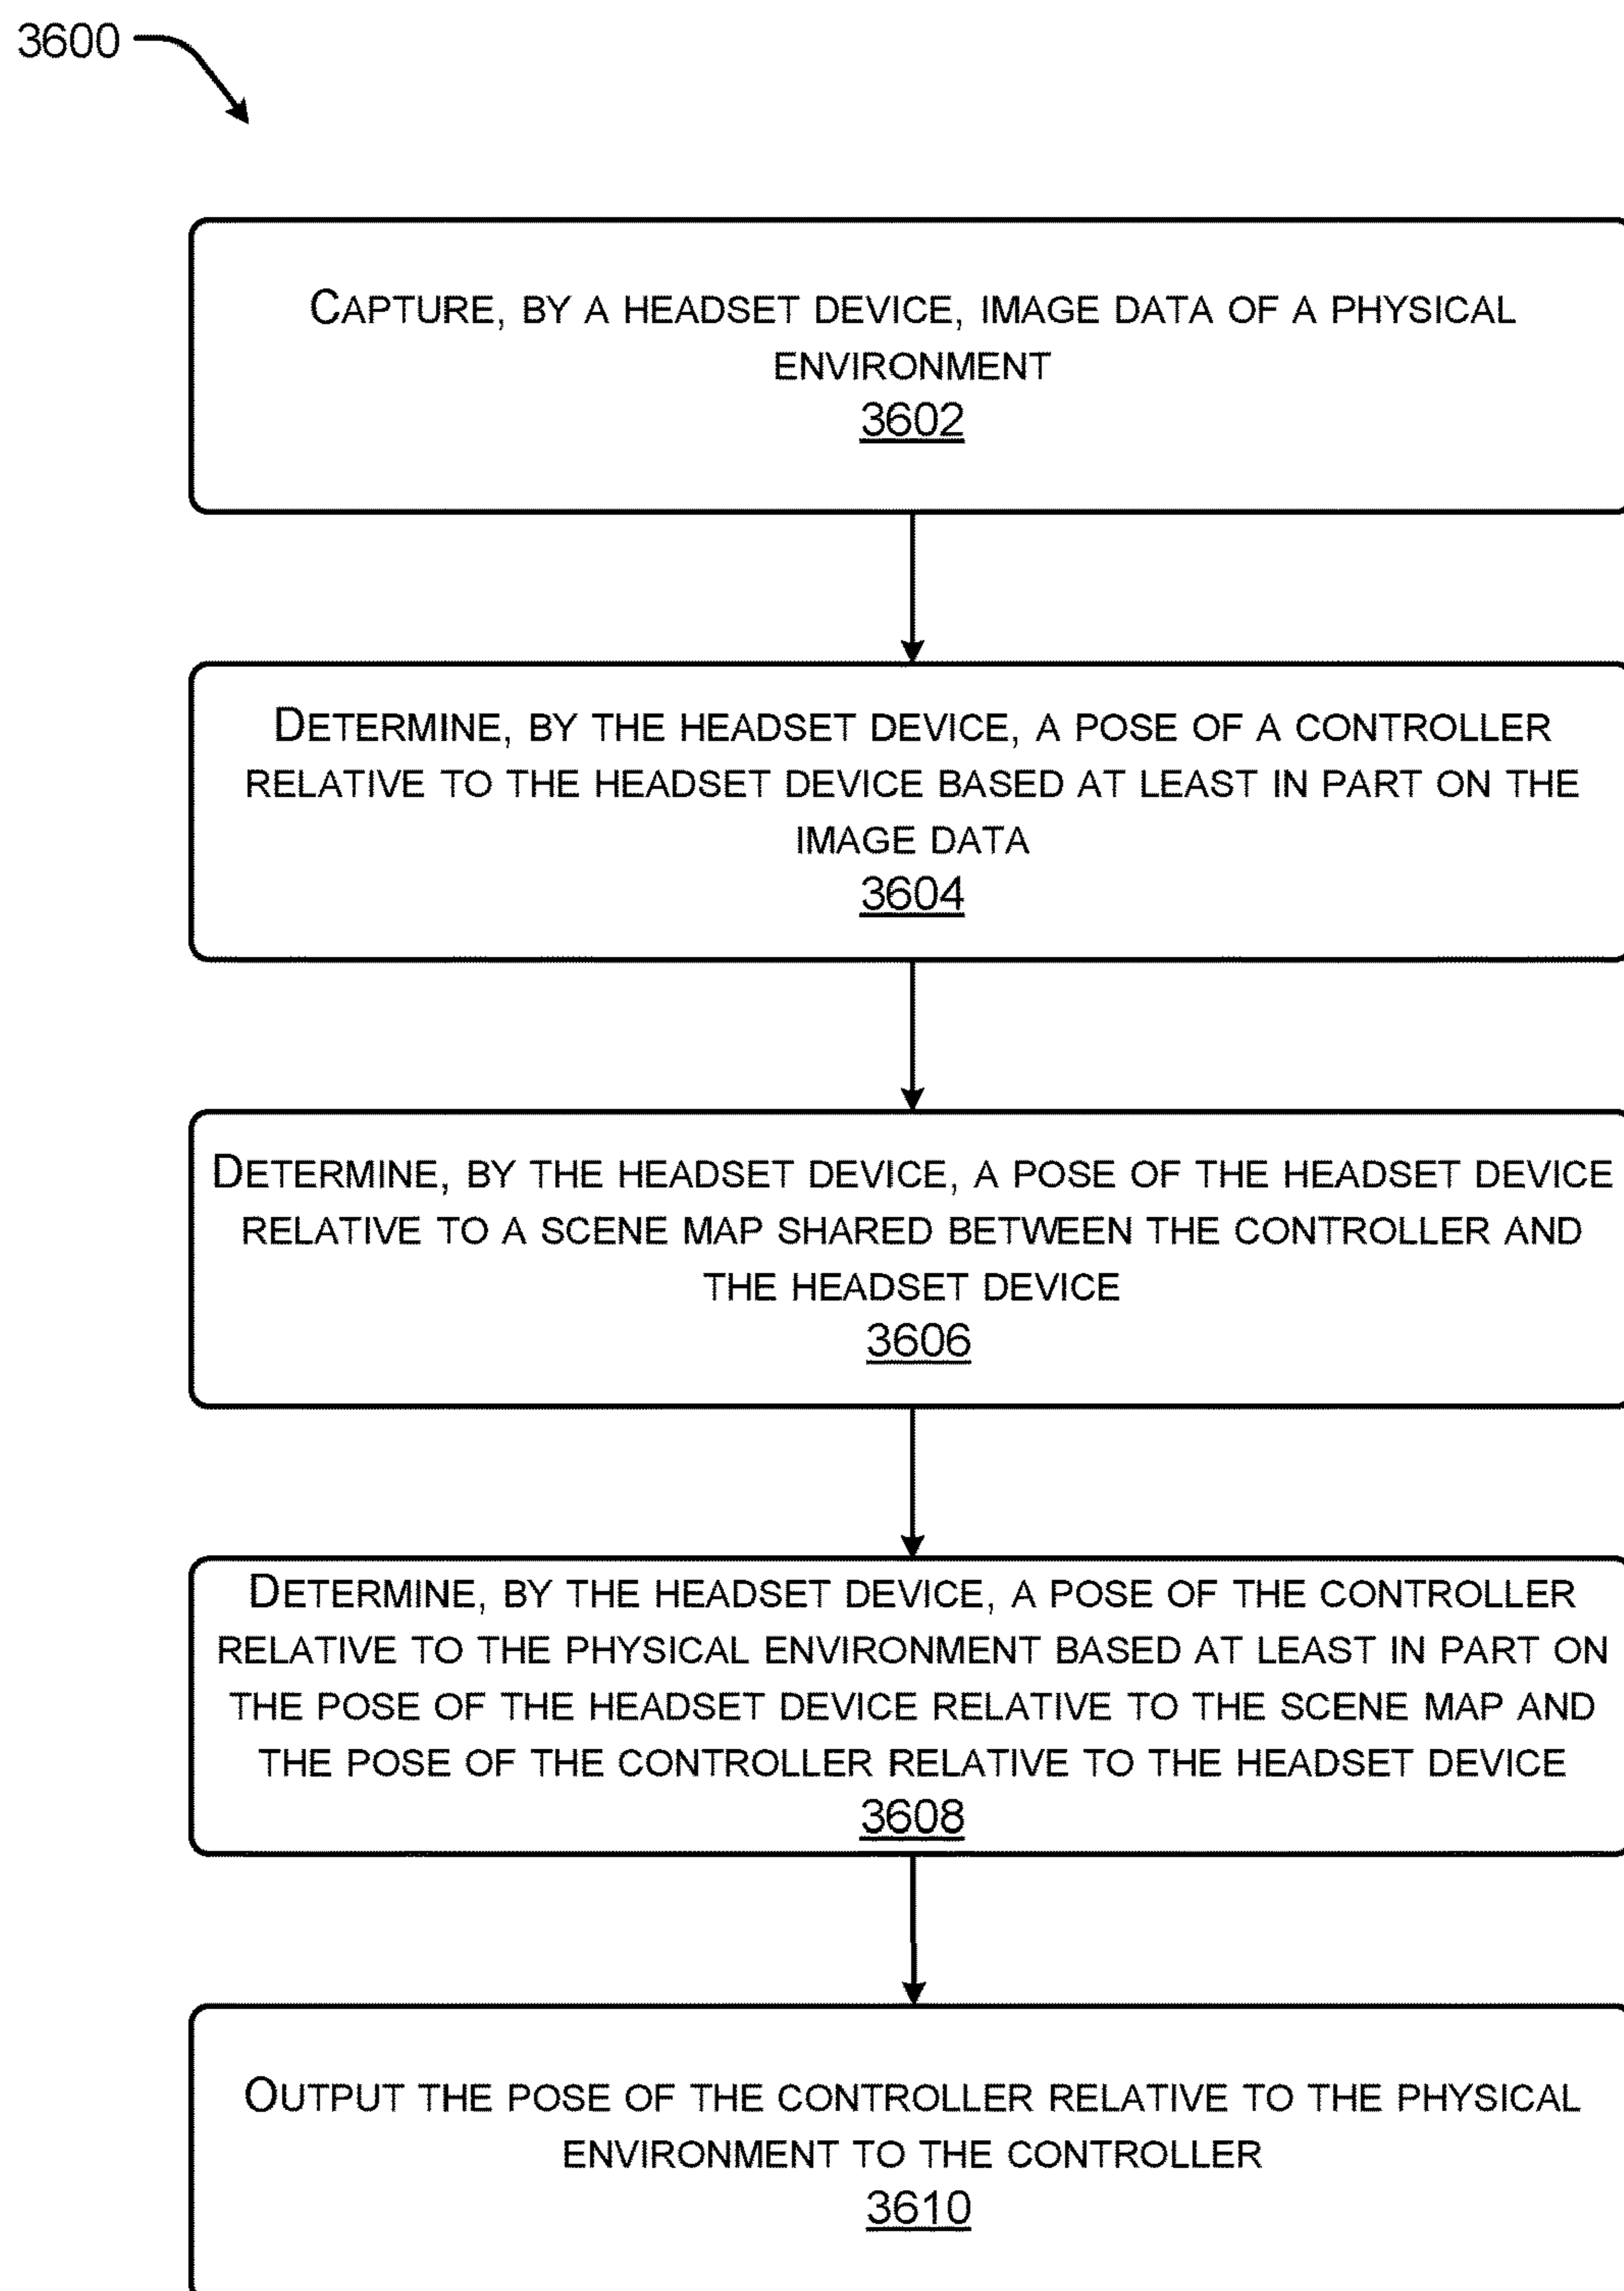 3600
CAPTURE, BY A HEADSET DEVICE, IMAGE DATA OF A PHYSICAL
ENVIRONMENT
3602
DETERMINE, BY THE HEADSET DEVICE, A POSE OF A CONTROLLER
RELATIVE TO THE HEADSET DEVICE BASED AT LEAST IN PART ON THE
IMAGE DATA
3604
DETERMINE, BY THE HEADSET DEVICE, A POSE OF THE HEADSET DEVICE
RELATIVE TO A SCENE MAP SHARED BETWEEN THE CONTROLLER AND
THE HEADSET DEVICE
3606
DETERMINE, BY THE HEADSET DEVICE, A POSE OF THE CONTROLLER
RELATIVE TO THE PHYSICAL ENVIRONMENT BASED AT LEAST IN PART ON
THE POSE OF THE HEADSET DEVICE RELATIVE TO THE SCENE MAP AND
THE POSE OF THE CONTROLLER RELATIVE TO THE HEADSET DEVICE
3608
OUTPUT THE POSE OF THE CONTROLLER RELATIVE TO THE PHYSICAL
ENVIRONMENT TO THE CONTROLLER
3610